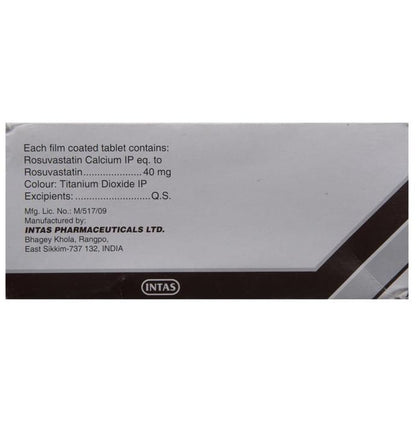 Each film coated tablet contains:
Rosuvastatin Calcium IP eq. to
Rosuvastatin.....................40 mg
Colour: Titanium Dioxide IP
Excipients: ...........................Q.S.
Mfg. Lic. No.: M/517/09
Manufactured by:
INTAS PHARMACEUTICALS LTD.
Bhagey Khola, Rangpo,
East Sikkim-737 132, INDIA
INTAS